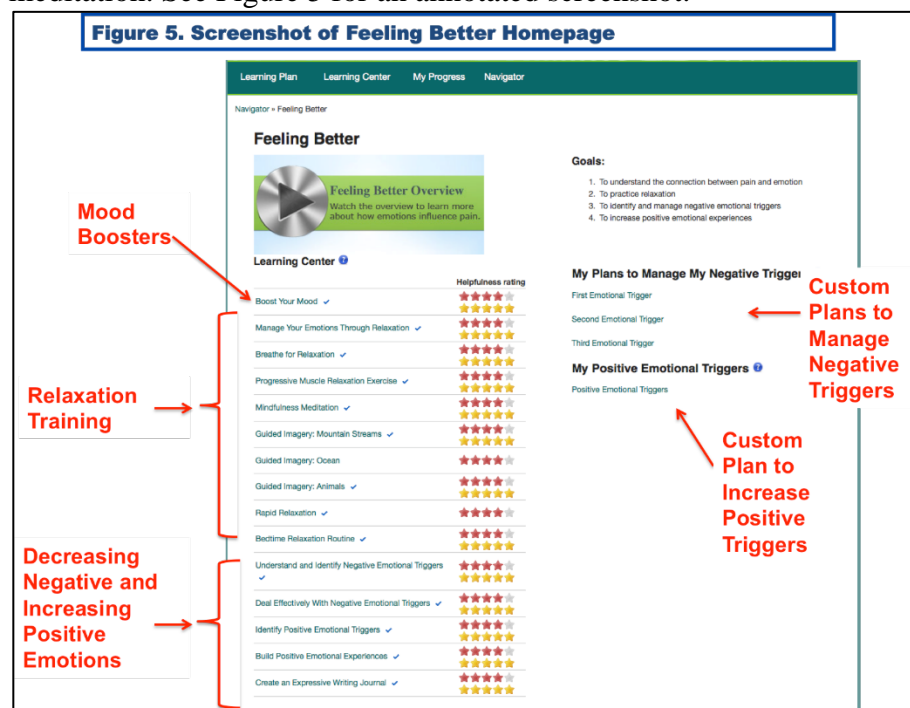 meditation. See Figure 5 for an annotated screenshot.
Figure 5. Screenshot of Feeling Better Homepage
Learning Plan Learning Center My Progress Navigator
Navigator » Feeling Better
Feeling Better
Feeling Better Overview
Watch the overview to learn more
about how emotions influence pain.
Goals:
1. To understand the connection between pain and emotion
2. To practice relaxation
3. To identify and manage negative emotional triggers
4. To increase positive emotional experiences
Mood
Boosters
Learning Center
Helpfulness rating
Boost Your Mood
Manage Your Emotions Through Relaxation
Breathe for Relaxation
Progressive Muscle Relaxation Exercise
Mindfulness Meditation
Guided Imagery: Mountain Streams
Guided Imagery: Ocean
Guided Imagery: Animals
Rapid Relaxation
Bedtime Relaxation Routine
Understand and Identify Negative Emotional Triggers
Deal Effectively With Negative Emotional Triggers
Identify Positive Emotional Triggers
Build Positive Emotional Experiences
Create an Expressive Writing Journal
Relaxation
Training
Decreasing
Negative and
Increasing
Positive
Emotions
My Plans to Manage My Negative Trigger
First Emotional Trigger
Second Emotional Trigger
Third Emotional Trigger
My Positive Emotional Triggers
Positive Emotional Triggers
Custom
Plans to
Manage
Negative
Triggers
Custom
Plan to
Increase
Positive
Triggers